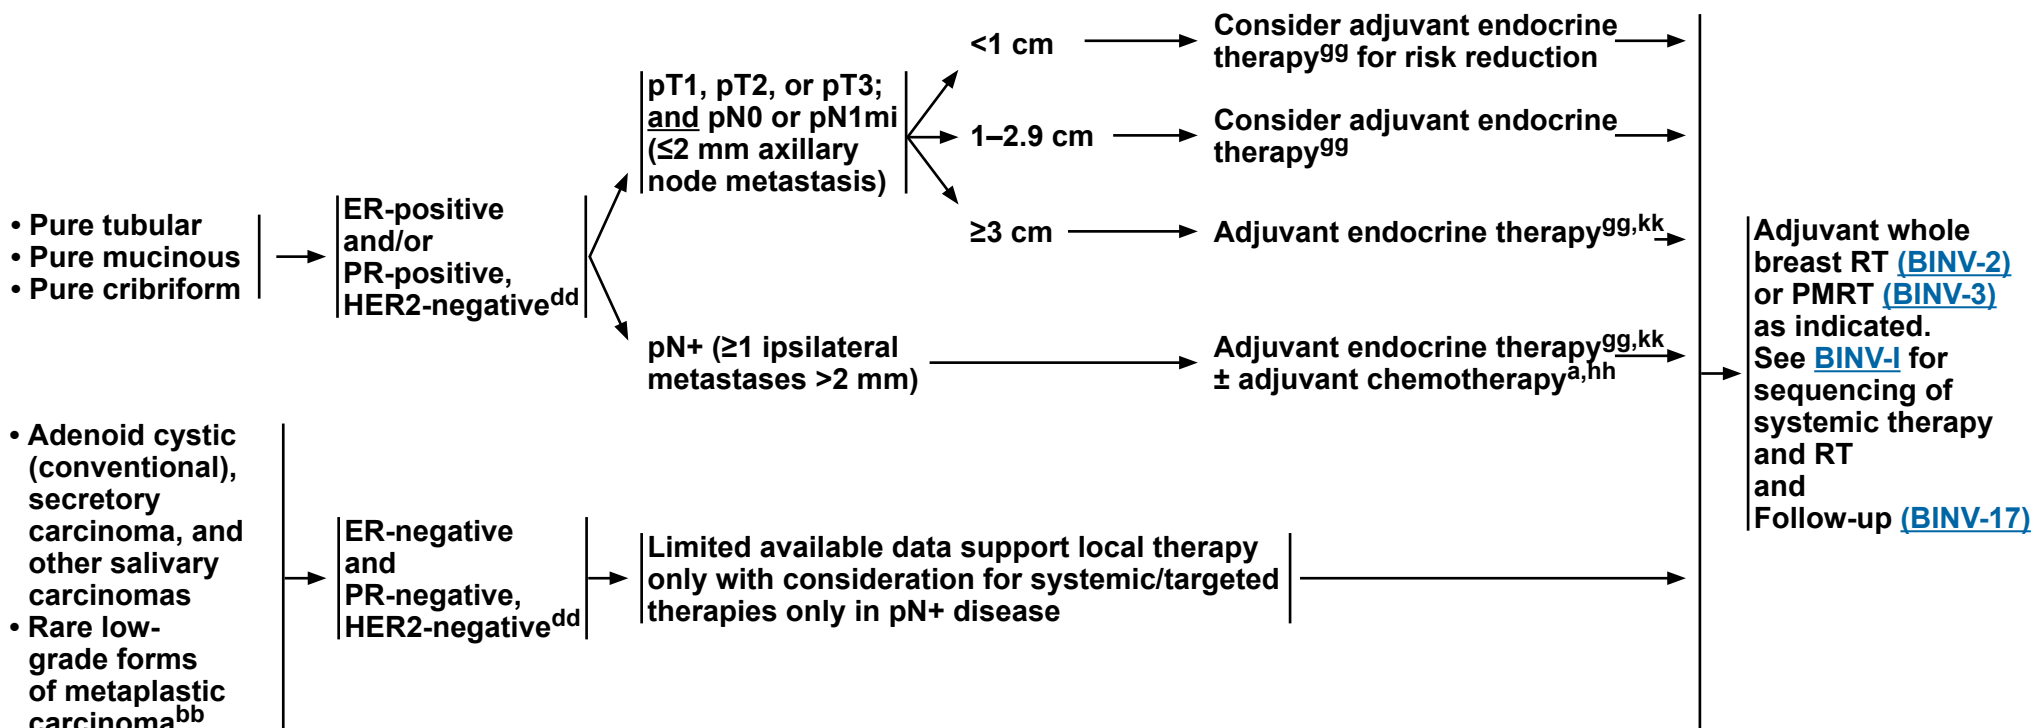 • Pure tubular
• Pure mucinous
• Pure cribriform
ER-positive
and/or
PR-positive,
HER2-negativedd
pT1, pT2, or pT3;
and pN0 or pN1mi
(≤2 mm axillary
node metastasis)
<1 cm
Consider adjuvant endocrine
therapygg for risk reduction
1–2.9 cm
Consider adjuvant endocrine
therapygg
≥3 cm
Adjuvant endocrine therapygg,kk
pN+ (≥1 ipsilateral
metastases >2 mm)
Adjuvant endocrine therapygg,kk
± adjuvant chemotherapya,hh
• Adenoid cystic
(conventional),
secretory
carcinoma, and
other salivary
carcinomas
• Rare low-
grade forms
of metaplastic
carcinomabb
ER-negative
and
PR-negative,
HER2-negativedd
Limited available data support local therapy
only with consideration for systemic/targeted
therapies only in pN+ disease
Adjuvant whole
breast RT (BINV-2)
or PMRT (BINV-3)
as indicated.
See BINV-I for
sequencing of
systemic therapy
and RT
and
Follow-up (BINV-17)